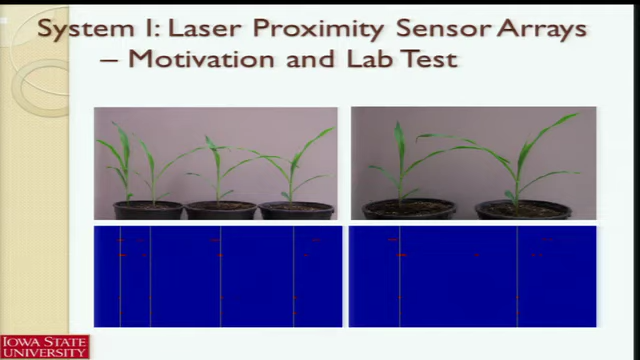 System I: Laser Proximity Sensor Arrays
– Motivation and Lab Test
IOWA STATE
UNIVERSITY